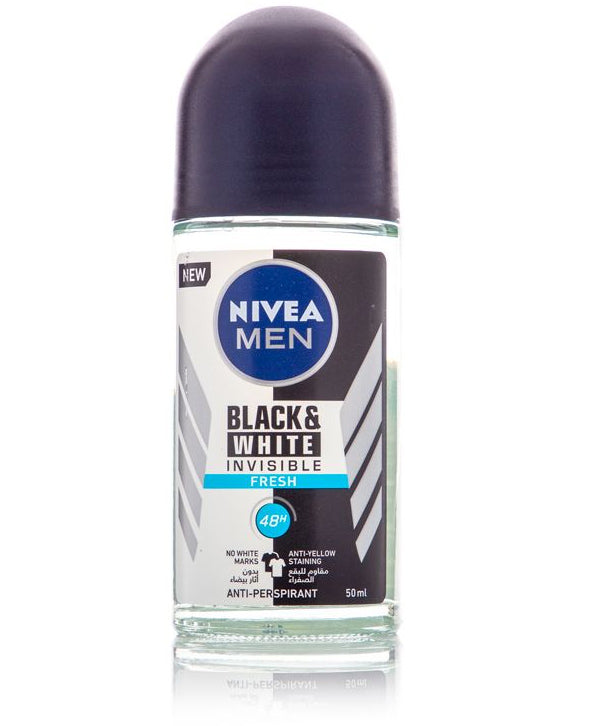 NEW
NIVEA
MEN
BLACK&
WHITE
INVISIBLE
FRESH
48H
NO WHITE
MARKS
بدون
آثار بيضاء
ANTI-YELLOW
STAINING
مقاوم للبقع
الصفراء
ANTI-PERSPIRANT
50ml